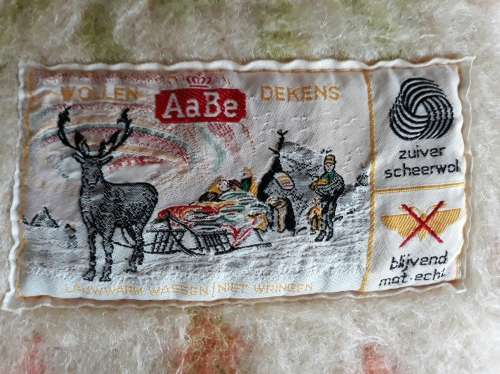 WOLLEN AaBe DEKENS
zuiver
scheerwol
blijvend
mot-echt
LAUWWARM WASSEN/NIET WRINGEN